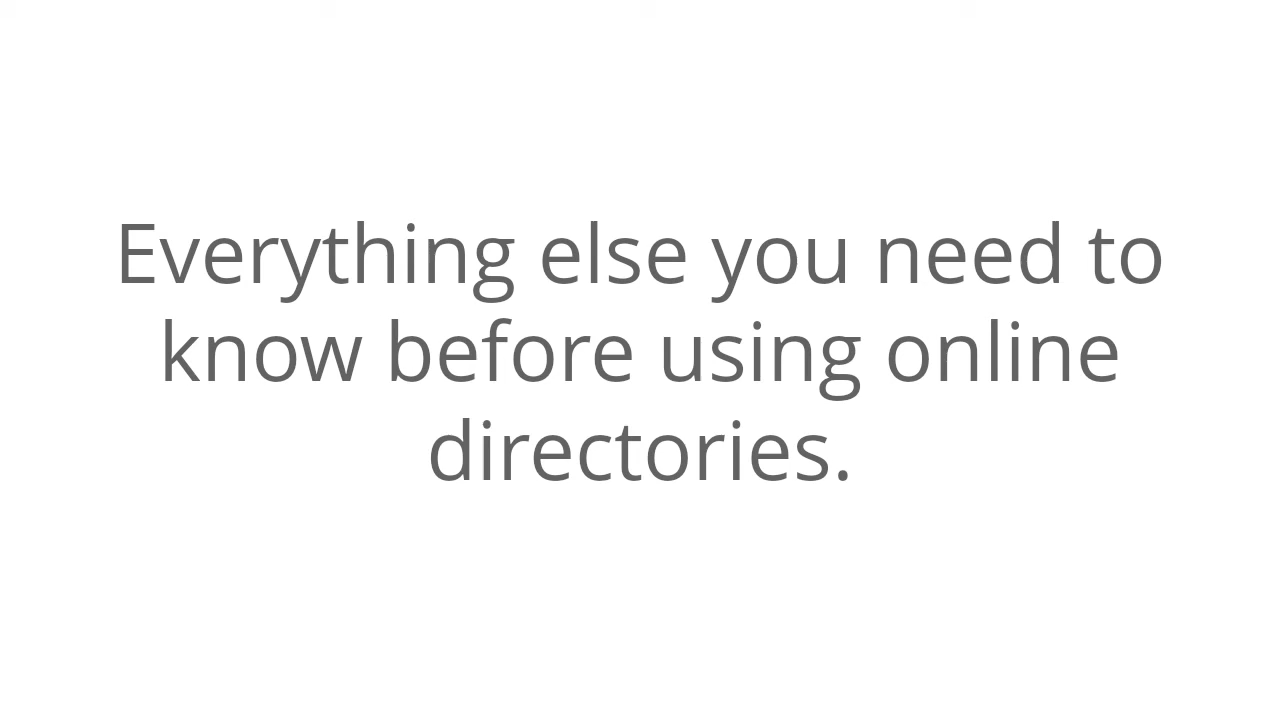 Everything else you need to
know before using online
directories.